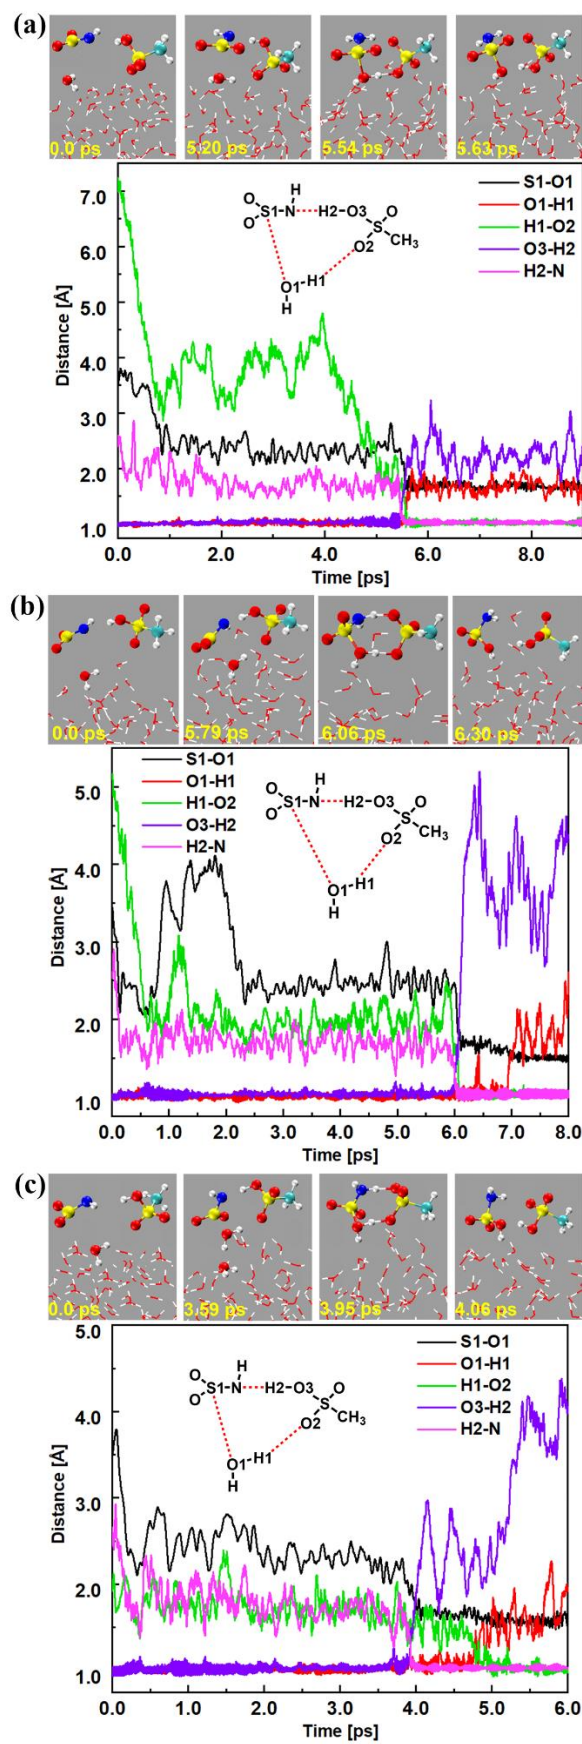 (a)
0.0 ps
5.20 ps
5.54 ps
5.63 ps
Distance [Å]
7.0
6.0
5.0
4.0
3.0
2.0
1.0
H
O
S1-N---H2-O3
O
O
S
O2
CH3
O1-H1
H
S1-O1
O1-H1
H1-O2
O3-H2
H2-N
0.0
2.0
4.0
6.0
8.0
Time [ps]
(b)
0.0 ps
5.79 ps
6.06 ps
6.30 ps
Distance [Å]
5.0
4.0
3.0
2.0
1.0
S1-O1
O1-H1
H1-O2
O3-H2
H2-N
H
O
S1-N---H2-O3
O
O
S
O2
CH3
O1-H1
H
0.0
1.0
2.0
3.0
4.0
5.0
6.0
7.0
8.0
Time [ps]
(c)
0.0 ps
3.59 ps
3.95 ps
4.06 ps
Distance [Å]
5.0
4.0
3.0
2.0
1.0
H
O
S1-N---H2-O3
O
O
S
O2
CH3
O1-H1
H
S1-O1
O1-H1
H1-O2
O3-H2
H2-N
0.0
1.0
2.0
3.0
4.0
5.0
6.0
Time [ps]